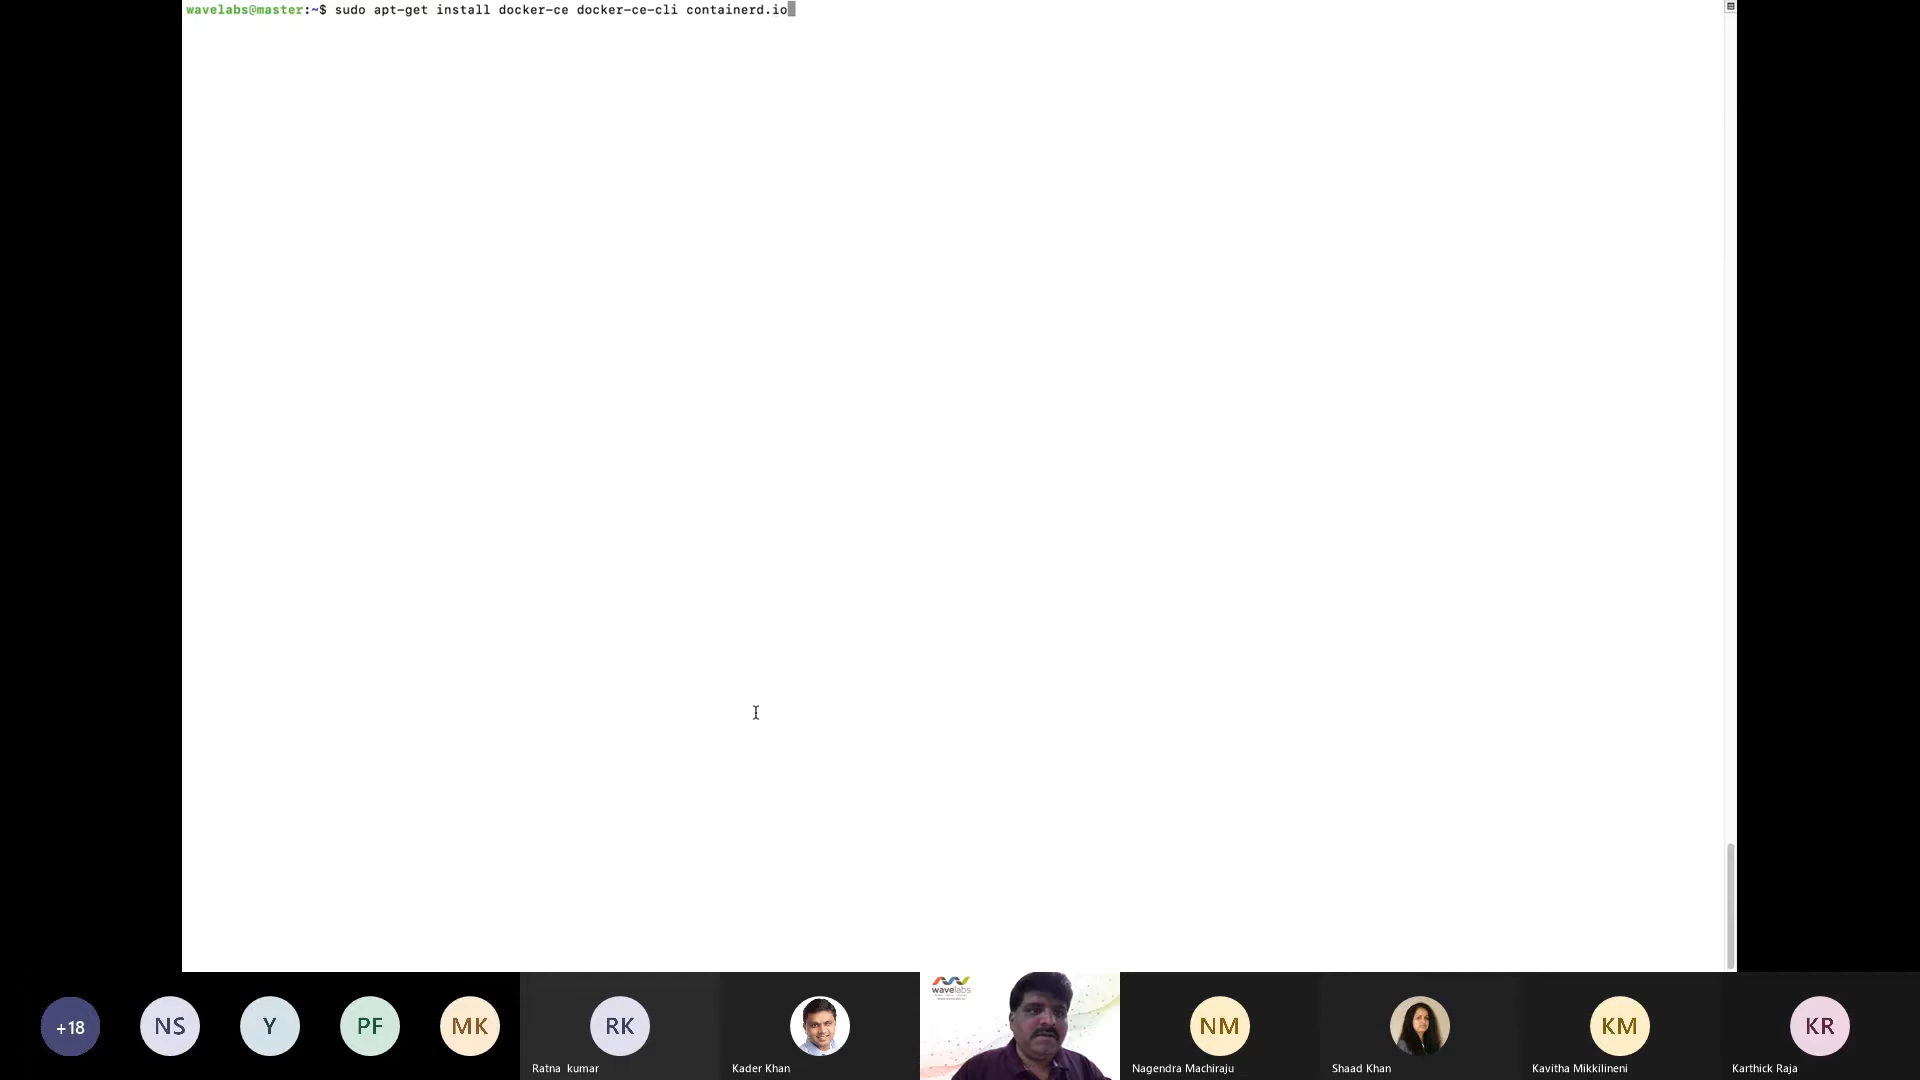 wavelabs@master:~$ sudo apt-get install docker-ce docker-ce-cli containerd.io
+18
NS
Y
PF
MK
RK
Ratna kumar
Kader Khan
wavelabs
NM
Nagendra Machiraju
Shaad Khan
KM
Kavitha Mikkilineni
KR
Karthick Raja